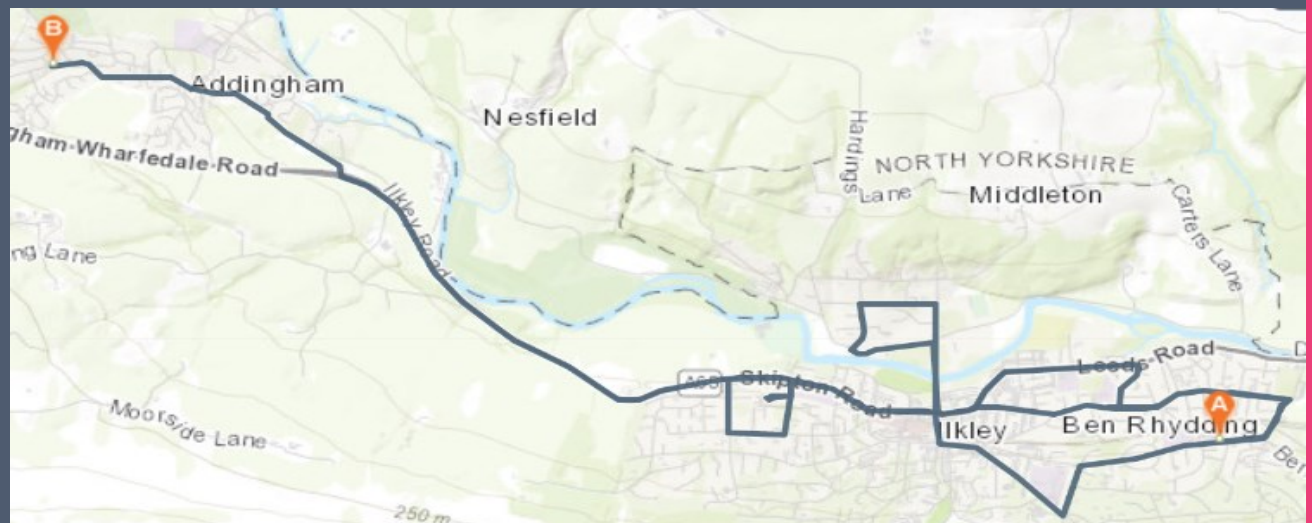 B
Addingham
Nesfield
gham-Wharfedale-Road
Hardings
Lane
NORTH YORKSHIRE
Middleton
Carters Lane
Ilkley Road
ng Lane
Leeds-Road
D
A65
Skipton-Road
A
Ilkley
Ben Rhydding
Moorside Lane
Ber
250 m